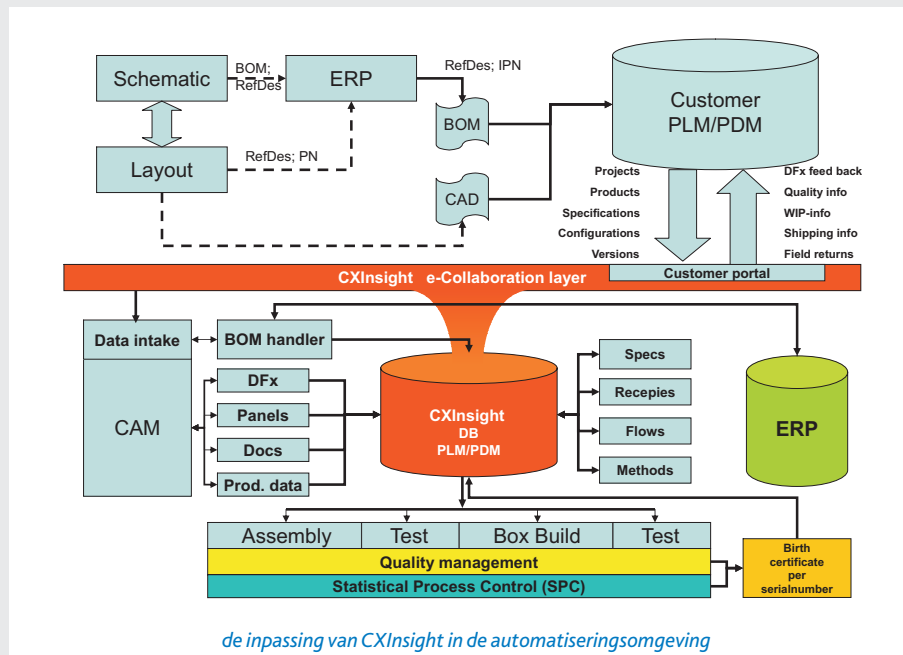 Schematic
BOM;
RefDes
ERP
RefDes; IPN
BOM
Customer
PLM/PDM
Layout
RefDes; PN
CAD
Projects
Products
Specifications
Configurations
Versions
DFx feed back
Quality info
WIP-info
Shipping info
Field returns
CXInsight e-Collaboration layer
Customer portal
Data intake
BOM handler
CAM
DFx
Panels
Docs
Prod. data
CXInsight
DB
PLM/PDM
Specs
Recepies
Flows
Methods
ERP
Assembly
Test
Box Build
Test
Quality management
Statistical Process Control (SPC)
Birth
certificate
per
serialnumber
de inpassing van CXInsight in de automatiseringsomgeving